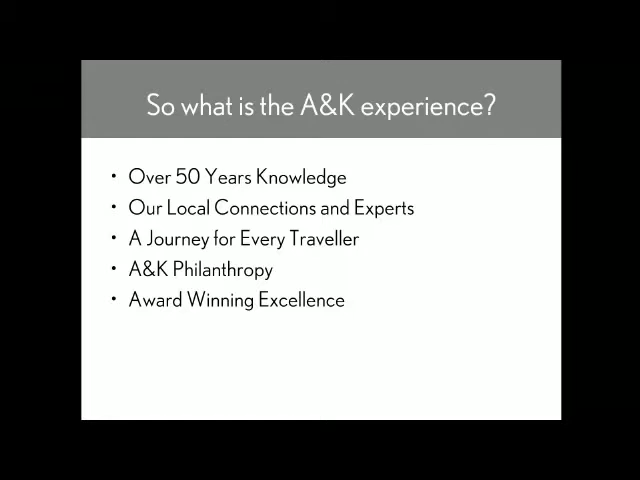 So what is the A&K experience?
• Over 50 Years Knowledge
• Our Local Connections and Experts
• A Journey for Every Traveller
• A&K Philanthropy
• Award Winning Excellence